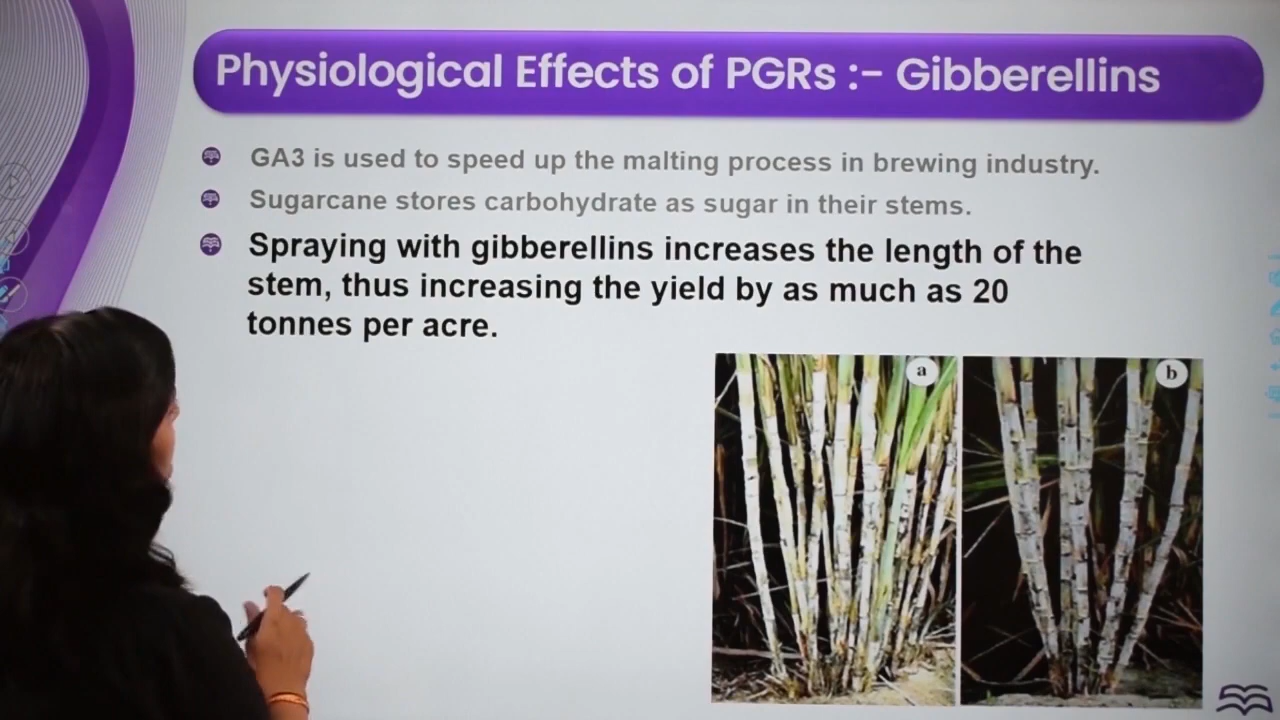 Physiological Effects of PGRs :- Gibberellins
GA3 is used to speed up the malting process in brewing industry.
Sugarcane stores carbohydrate as sugar in their stems.
Spraying with gibberellins increases the length of the
stem, thus increasing the yield by as much as 20
tonnes per acre.
a
b